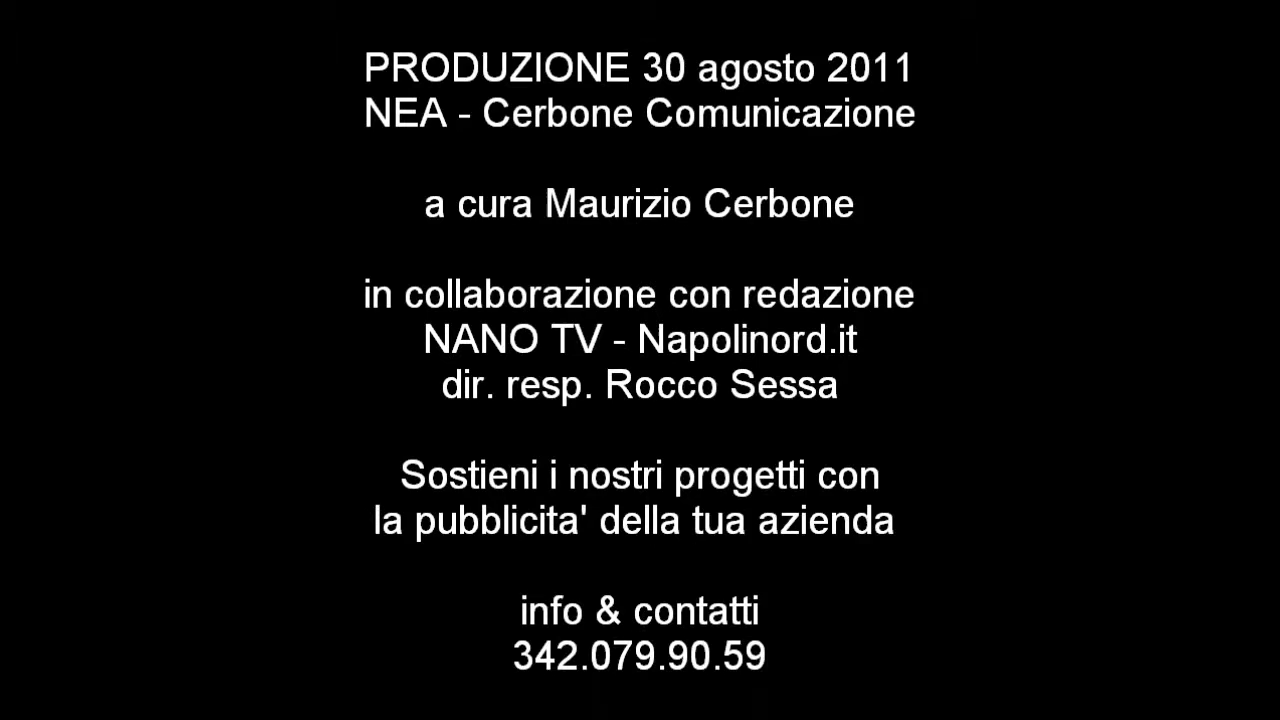 PRODUZIONE 30 agosto 2011
NEA - Cerbone Comunicazione
a cura Maurizio Cerbone
in collaborazione con redazione
NANO TV - Napolinord.it
dir. resp. Rocco Sessa
Sostieni i nostri progetti con
la pubblicita' della tua azienda
info & contatti
342.079.90.59